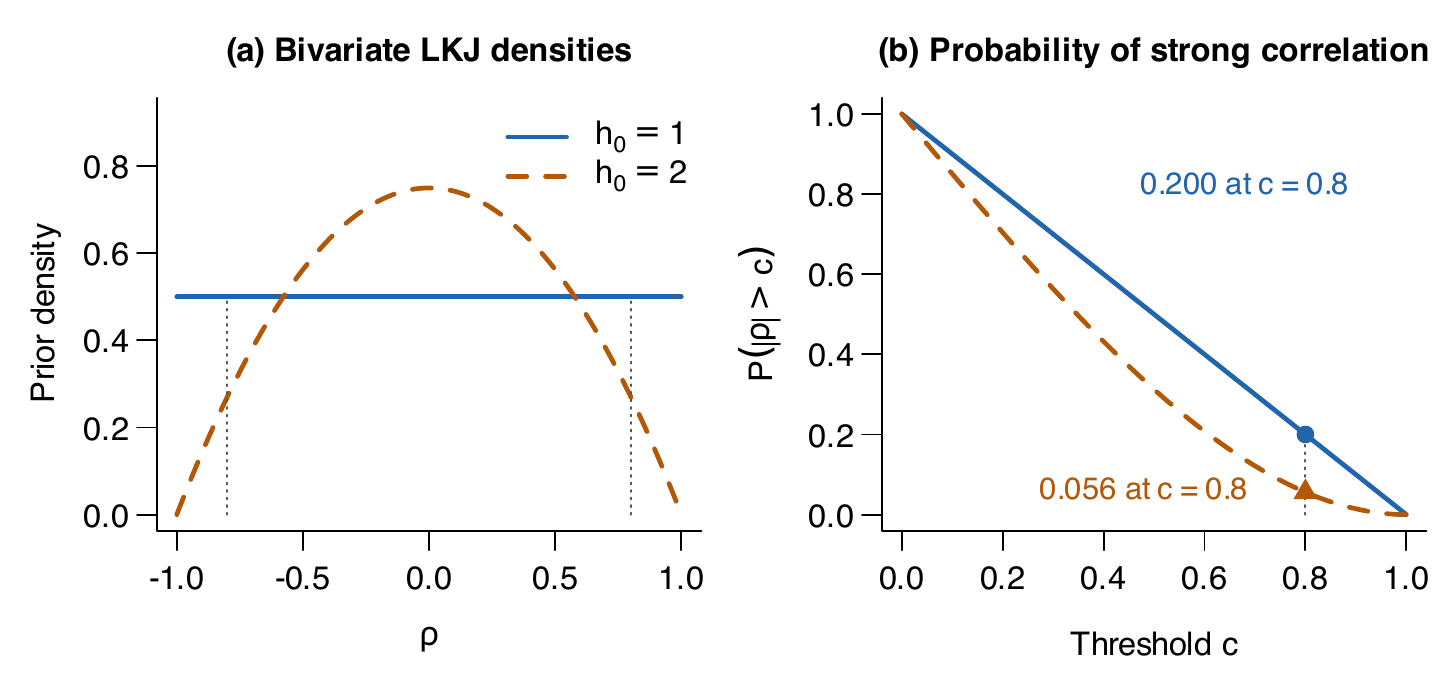 (a) Bivariate LKJ densities
h₀ = 1
h₀ = 2
Prior density
0.8
0.6
0.4
0.2
0.0
-1.0 -0.5 0.0 0.5 1.0
ρ
(b) Probability of strong correlation
P(|ρ| > c)
1.0
0.8
0.6
0.4
0.2
0.0
0.200 at c = 0.8
0.056 at c = 0.8
0.0 0.2 0.4 0.6 0.8 1.0
Threshold c